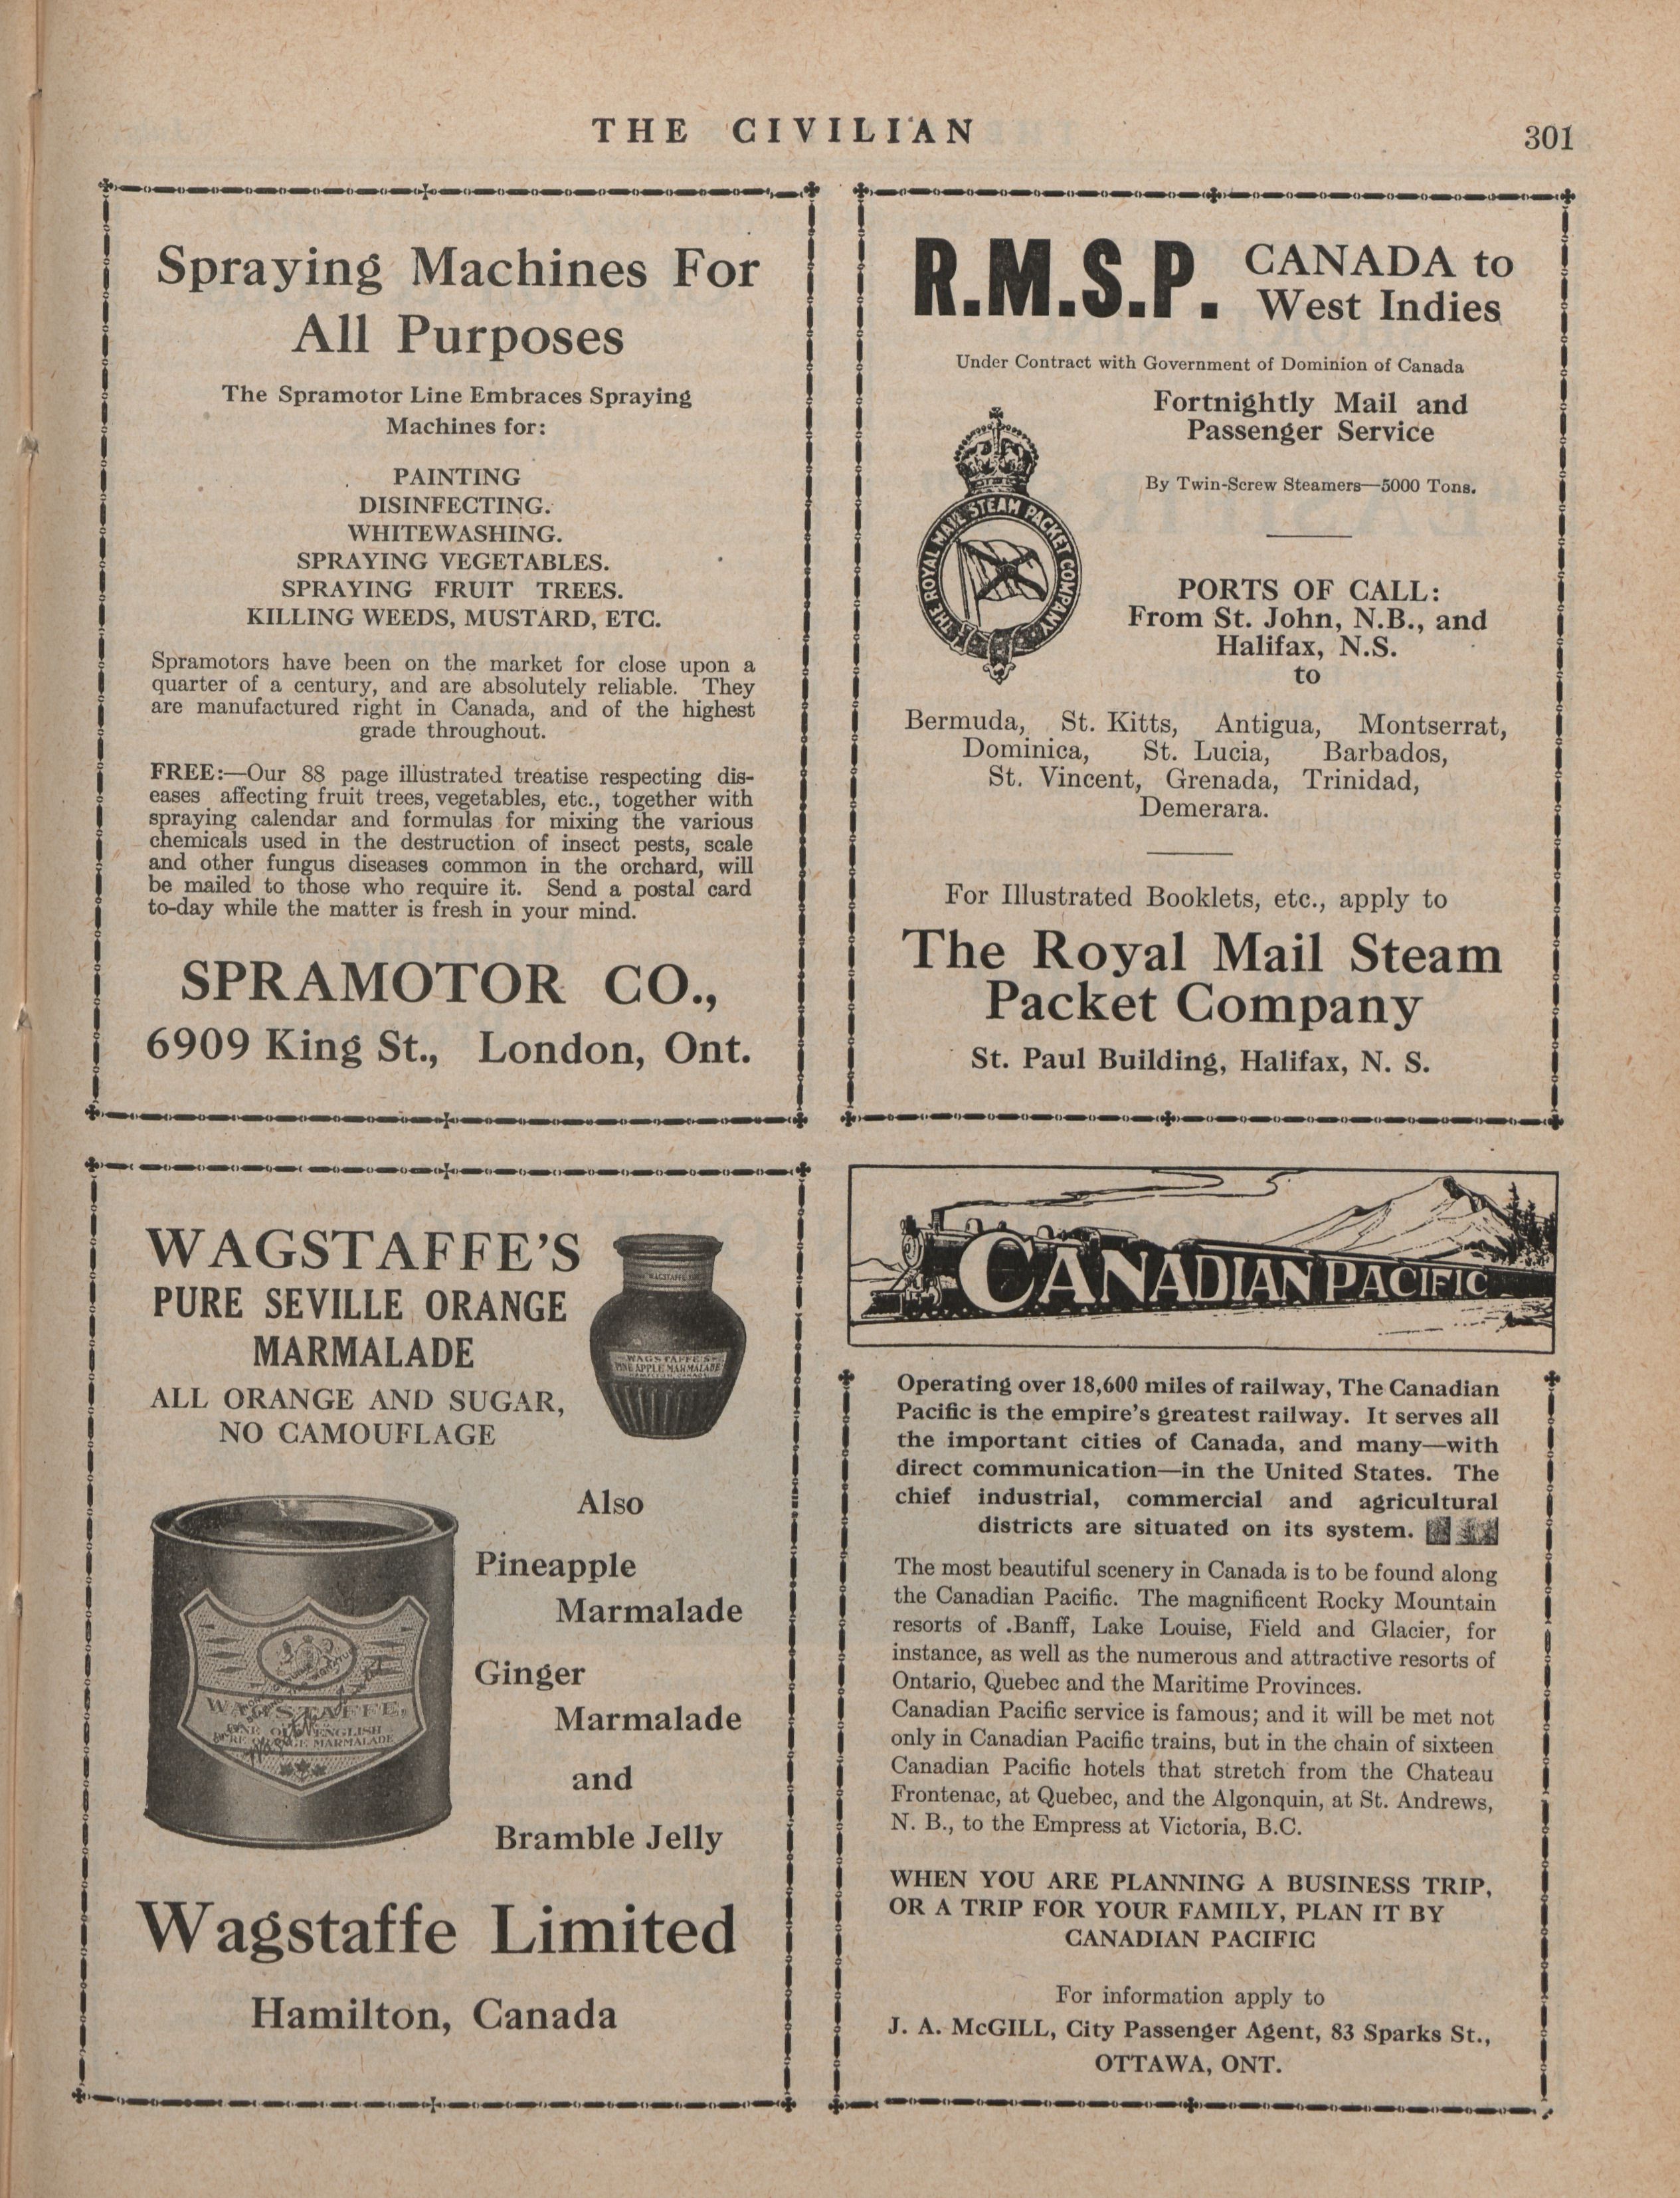 THE CIVILIAN
301
Spraying Machines For
All Purposes
The Spramotor Line Embraces Spraying
Machines for:
PAINTING
DISINFECTING.
WHITEWASHING.
SPRAYING VEGETABLES.
SPRAYING FRUIT TREES.
KILLING WEEDS, MUSTARD, ETC.
Spramotors have been on the market for close upon a
quarter of a century, and are absolutely reliable. They
are manufactured right in Canada, and of the highest
grade throughout.
FREE:—Our 88 page illustrated treatise respecting dis-
eases affecting fruit trees, vegetables, etc., together with
spraying calendar and formulas for mixing the various
chemicals used in the destruction of insect pests, scale
and other fungus diseases common in the orchard, will
be mailed to those who require it. Send a postal card
to-day while the matter is fresh in your mind.
SPRAMOTOR CO.,
6909 King St., London, Ont.
R.M.S.P. CANADA to
West Indies
Under Contract with Government of Dominion of Canada
Fortnightly Mail and
Passenger Service
By Twin-Screw Steamers—5000 Tons.
THE ROYAL MAIL STEAM PACKET COMPANY
PORTS OF CALL:
From St. John, N.B., and
Halifax, N.S.
to
Bermuda, St. Kitts, Antigua, Montserrat,
Dominica, St. Lucia, Barbados,
St. Vincent, Grenada, Trinidad,
Demerara.
For Illustrated Booklets, etc., apply to
The Royal Mail Steam
Packet Company
St. Paul Building, Halifax, N. S.
WAGSTAFFE'S
PURE SEVILLE ORANGE
MARMALADE
ALL ORANGE AND SUGAR,
NO CAMOUFLAGE
WAGSTAFFE'S
PINEAPPLE MARMALADE
Also
Pineapple
Marmalade
Ginger
Marmalade
and
Bramble Jelly
WAGSTAFFE,
FINE OLD ENGLISH
PURE ORANGE MARMALADE
Wagstaffe Limited
Hamilton, Canada
CANADIAN PACIFIC
Operating over 18,600 miles of railway, The Canadian
Pacific is the empire's greatest railway. It serves all
the important cities of Canada, and many—with
direct communication—in the United States. The
chief industrial, commercial and agricultural
districts are situated on its system.
The most beautiful scenery in Canada is to be found along
the Canadian Pacific. The magnificent Rocky Mountain
resorts of .Banff, Lake Louise, Field and Glacier, for
instance, as well as the numerous and attractive resorts of
Ontario, Quebec and the Maritime Provinces.
Canadian Pacific service is famous; and it will be met not
only in Canadian Pacific trains, but in the chain of sixteen
Canadian Pacific hotels that stretch from the Chateau
Frontenac, at Quebec, and the Algonquin, at St. Andrews,
N. B., to the Empress at Victoria, B.C.
WHEN YOU ARE PLANNING A BUSINESS TRIP,
OR A TRIP FOR YOUR FAMILY, PLAN IT BY
CANADIAN PACIFIC
For information apply to
J. A. McGILL, City Passenger Agent, 83 Sparks St.,
OTTAWA, ONT.